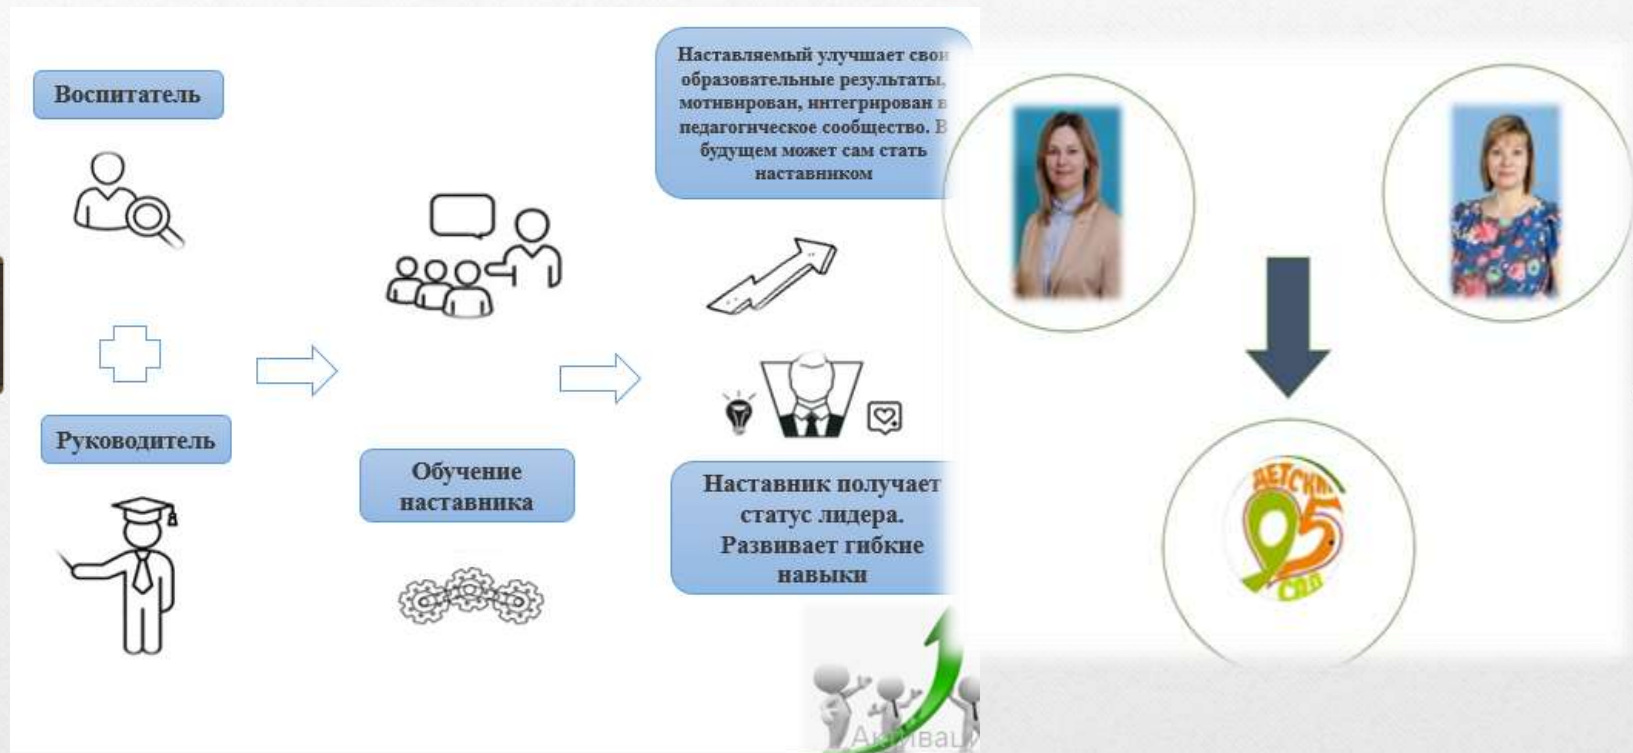 Воспитатель
Руководитель
Обучение
наставника
Наставляемый улучшает свои
образовательные результаты,
мотивирован, интегрирован в
педагогическое сообщество. В
будущем может сам стать
наставником
Наставник получает
статус лидера.
Развивает гибкие
навыки
ДЕТСКИЙ
95
САД
Активац